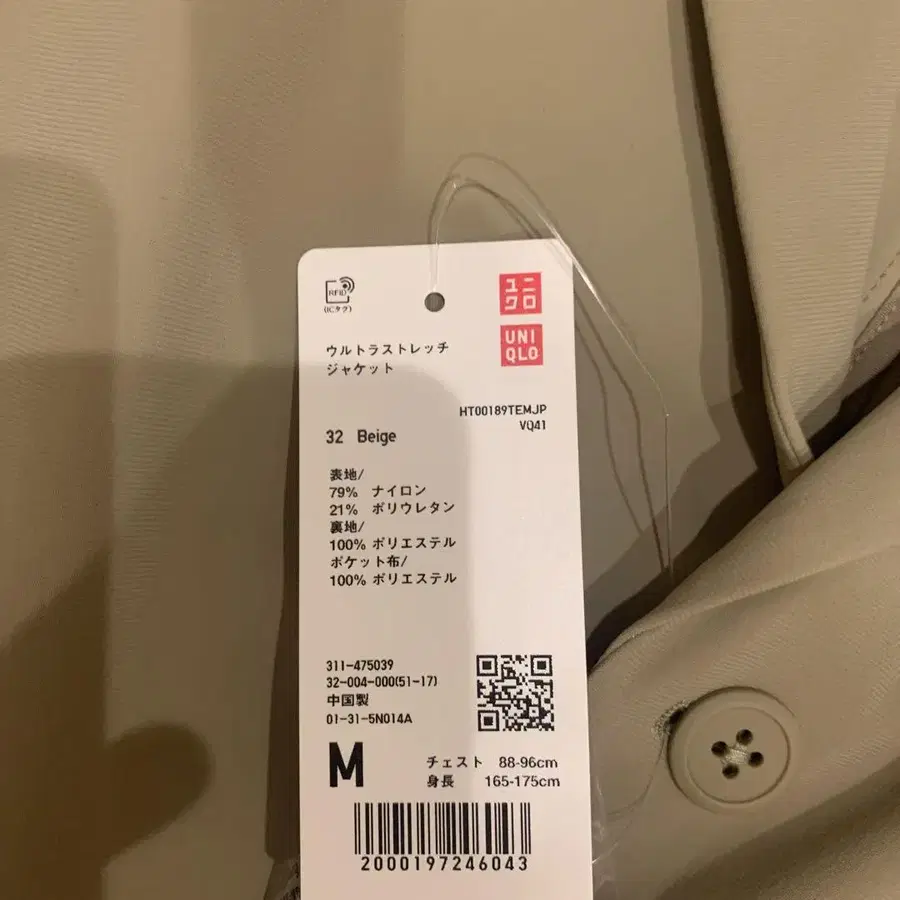 RFID
(ICタグ)
ユニ
クロ
UNI
QLO
ウルトラストレッチ
ジャケット
HT00189TEMJP
VQ41
32 Beige
表地/
79% ナイロン
21% ポリウレタン
裏地/
100% ポリエステル
ポケット布/
100% ポリエステル
311-475039
32-004-000(51-17)
中国製
01-31-5N014A
M
チェスト 88-96cm
身長 165-175cm
2000197246043